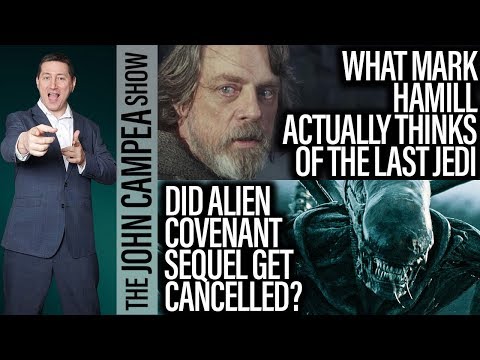 THE JOHN CAMPEA SHOW
WHAT MARK
HAMILL
ACTUALLY THINKS
OF THE LAST JEDI
DID ALIEN
COVENANT
SEQUEL GET
CANCELLED?